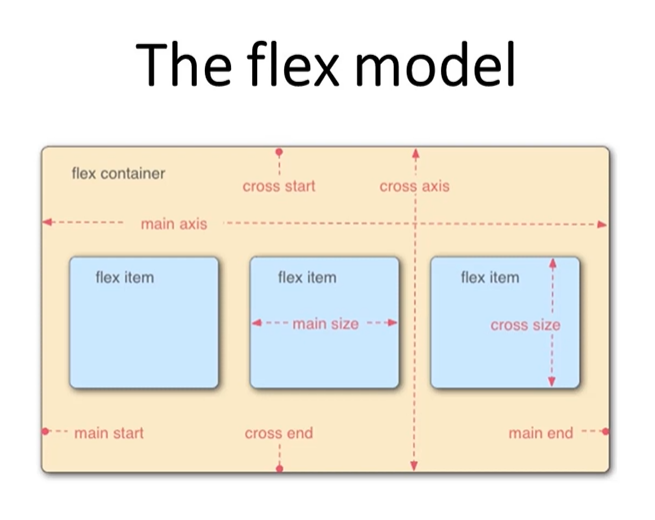 The flex model
flex container
cross start
cross axis
main axis
flex item
flex item
flex item
main size
cross size
main start
cross end
main end